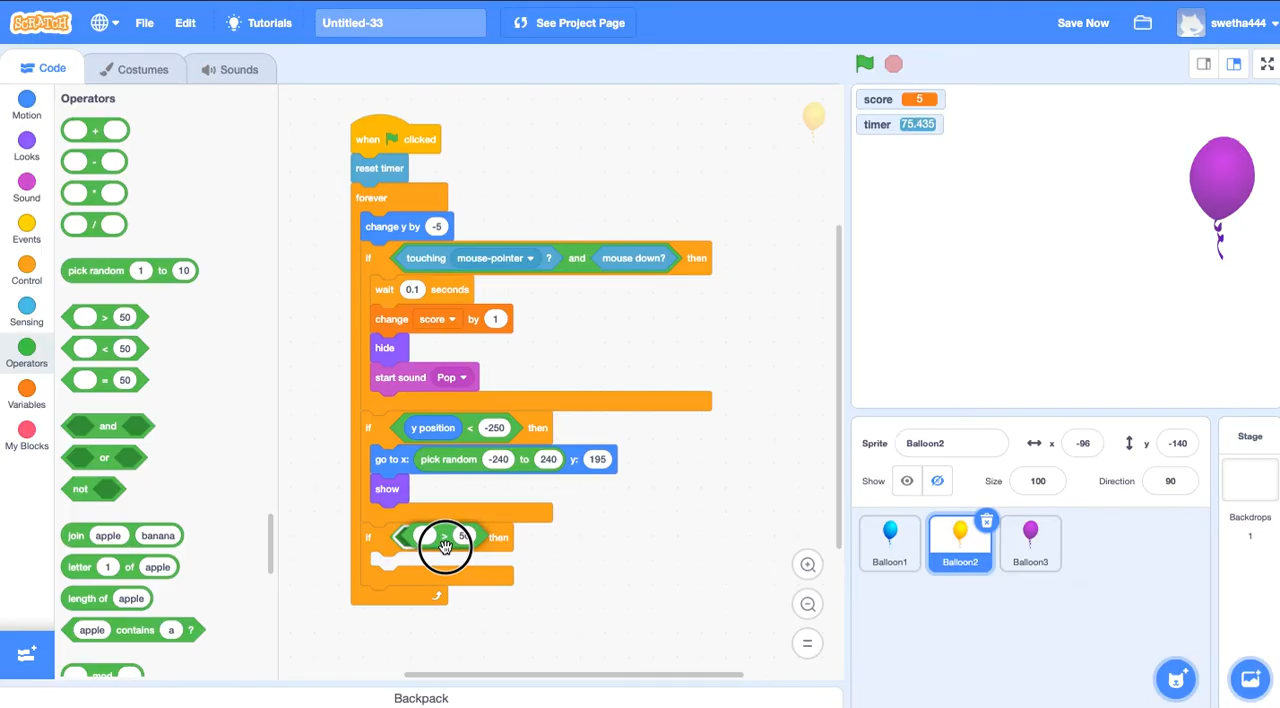 SCRATCH File Edit Tutorials Untitled-33 See Project Page Save Now swetha444
Code Costumes Sounds
Motion
Looks
Sound
Events
Control
Sensing
Operators
Variables
My Blocks
Operators
+
-
*
/
pick random 1 to 10
> 50
< 50
= 50
and
or
not
join apple banana
letter 1 of apple
length of apple
apple contains a ?
mod
when clicked
reset timer
forever
change y by -5
if touching mouse-pointer ? and mouse down? then
wait 0.1 seconds
change score by 1
hide
start sound Pop
if y position < -250 then
go to x: pick random -240 to 240 y: 195
show
if > 50 then
Backpack
score 5
timer 75.435
Sprite Balloon2 x -96 y -140
Show Size 100 Direction 90
Balloon1
Balloon2
Balloon3
Stage
Backdrops
1